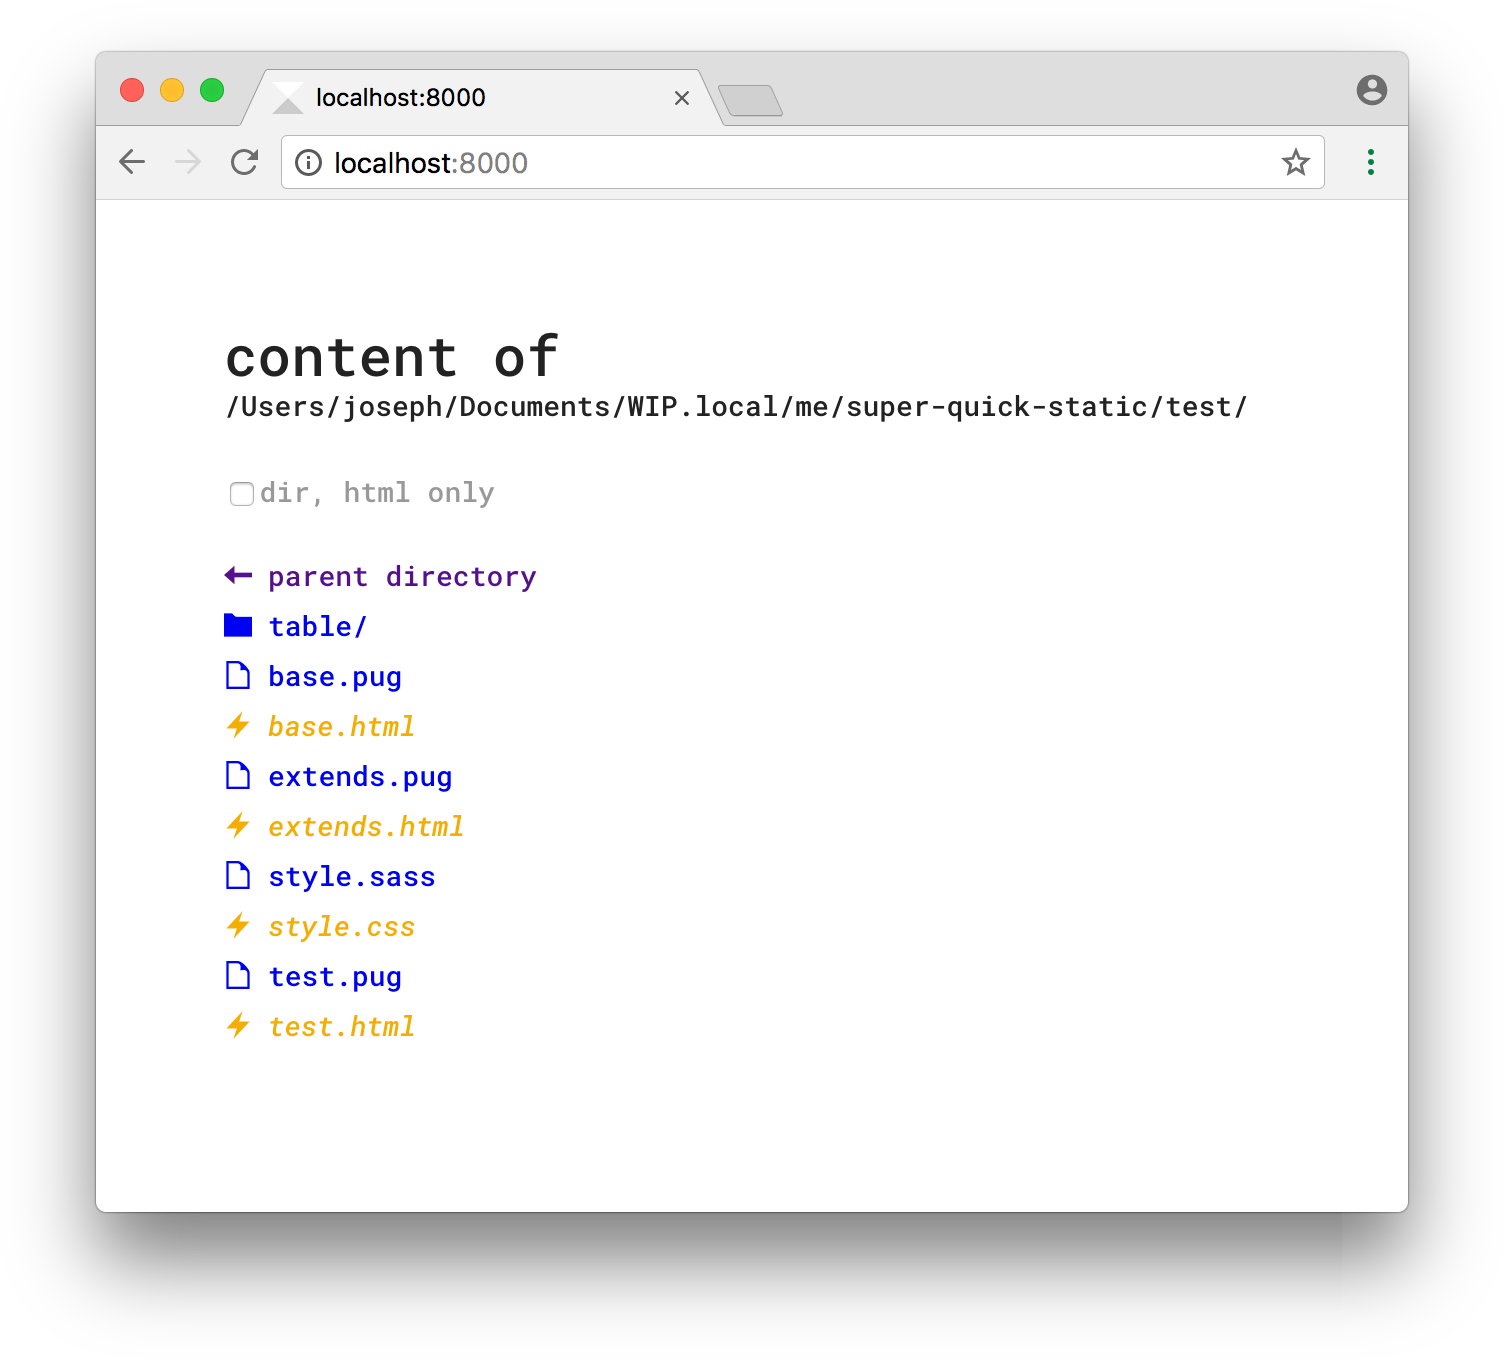 localhost:8000
localhost:8000
content of
/Users/joseph/Documents/WIP.local/me/super-quick-static/test/
dir, html only
parent directory
table/
base.pug
base.html
extends.pug
extends.html
style.sass
style.css
test.pug
test.html